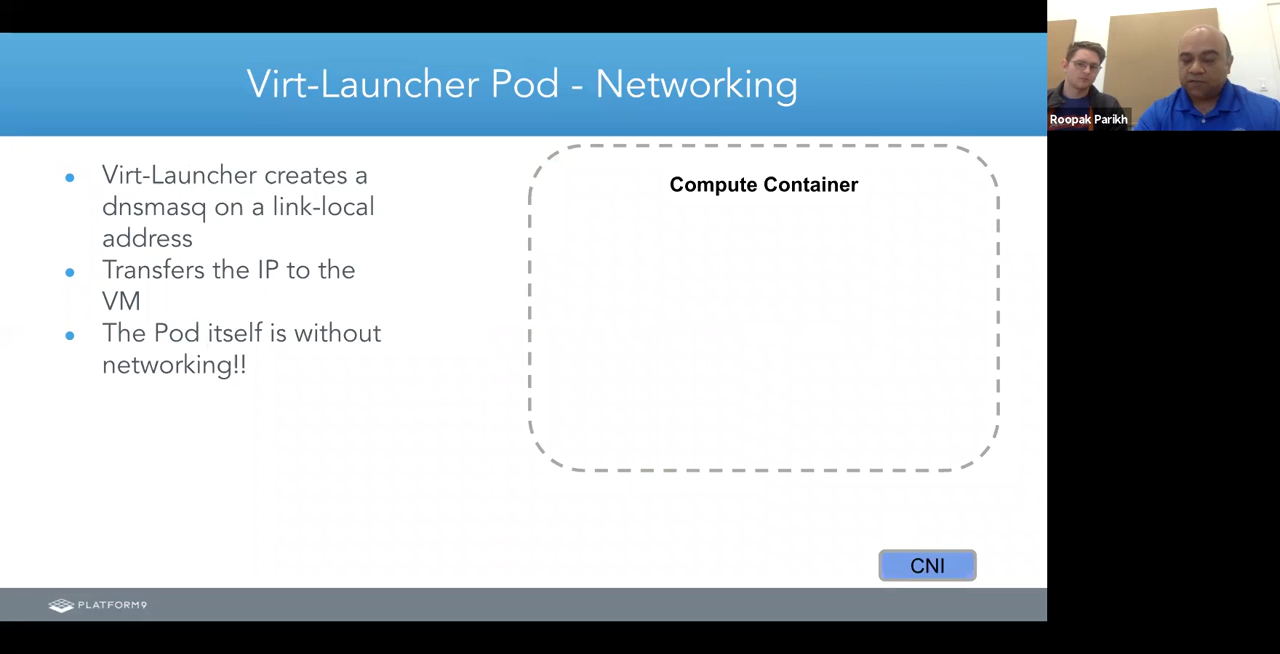 Virt-Launcher Pod - Networking
Roopak Parikh
• Virt-Launcher creates a
dnsmasq on a link-local
address
• Transfers the IP to the
VM
• The Pod itself is without
networking!!
Compute Container
CNI
PLATFORM9